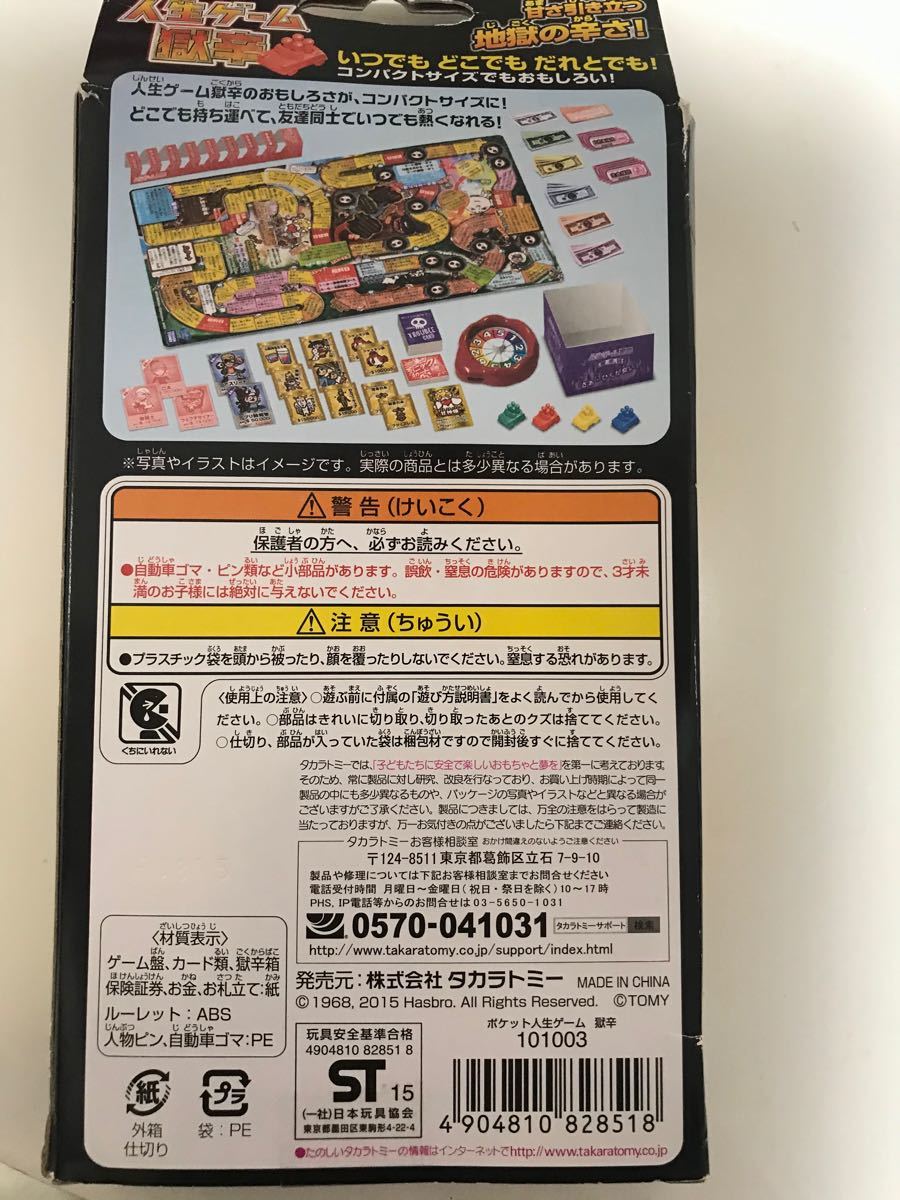 人生ゲーム
獄辛
甘さ引き立つ
地獄の辛さ!
いつでも どこでも だれとでも!
コンパクトサイズでもおもしろい!
人生ゲーム獄辛のおもしろさが、コンパクトサイズに!
どこでも持ち運べて、友達同士でいつでも熱くなれる!
TROUBLE
CARD
※写真やイラストはイメージです。実際の商品とは多少異なる場合があります。
警告(けいこく)
保護者の方へ、必ずお読みください。
●自動車ゴマ・ピン類など小部品があります。誤飲・窒息の危険がありますので、3才未
満のお子様には絶対に与えないでください。
注意(ちゅうい)
●プラスチック袋を頭から被ったり、顔を覆ったりしないでください。窒息する恐れがあります。
くちにいれない
〈使用上の注意〉○遊ぶ前に付属の「遊び方説明書」をよく読んでから使用してく
ださい。○部品はきれいに切り取り、切り取ったあとのクズは捨ててください。
○仕切り、部品が入っていた袋は梱包材ですので開封後すぐに捨ててください。
タカラトミーでは、「子どもたちに安全で楽しいおもちゃと夢を」を第一に考えております。
そのため、常に製品に対し研究、改良を行なっており、お買い上げ時期によって同一
製品の中にも多少異なるものや、パッケージの写真やイラストなどと異なる場合が
ございますがご了承ください。製品につきましては、万全の注意をはらって製造に
当たっておりますが、万一お気付きの点がございましたら下記までご連絡ください。
タカラトミーお客様相談室 おかけ間違えのないようご注意ください
〒124-8511 東京都葛飾区立石 7-9-10
製品や修理については下記お客様相談室までお問い合わせください
電話受付時間 月曜日〜金曜日(祝日・祭日を除く)10〜17時
PHS, IP電話等からのお問合せは 03-5650-1031
0570-041031 タカラトミーサポート 検索
http://www.takaratomy.co.jp/support/index.html
発売元:株式会社 タカラトミー MADE IN CHINA
© 1968, 2015 Hasbro. All Rights Reserved. ©TOMY
〈材質表示〉
ゲーム盤、カード類、獄辛箱
保険証券、お金、お札立て:紙
ルーレット:ABS
人物ピン、自動車ゴマ:PE
紙
外箱
仕切り
プラ
袋:PE
玩具安全基準合格
4904810 82851 8
ST 15
(一社)日本玩具協会
東京都墨田区東駒形4-22-4
ポケット人生ゲーム 獄辛
101003
4 904810 828518
●たのしいタカラトミーの情報はインターネットでhttp://www.takaratomy.co.jp